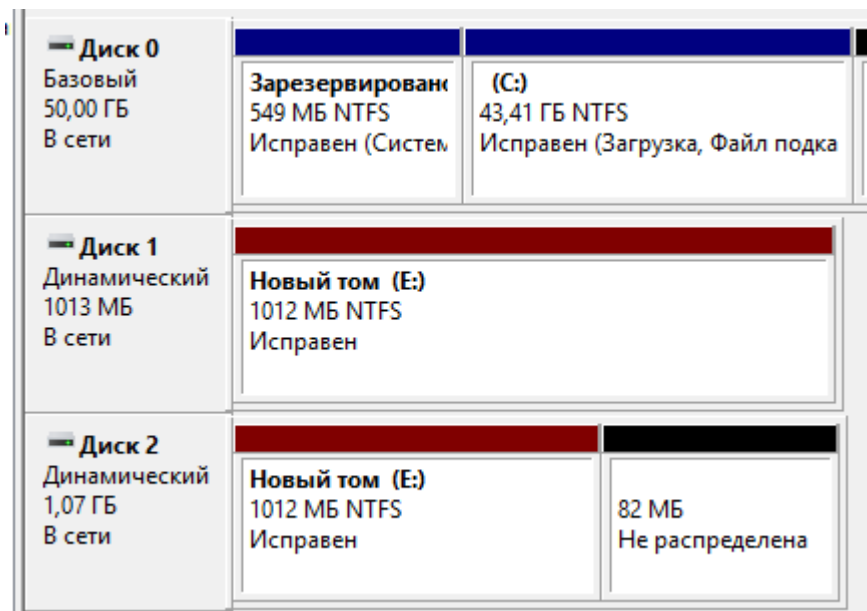 Диск 0
Базовый
50,00 ГБ
В сети
Зарезервировано
549 МБ NTFS
Исправен (Систем
(C:)
43,41 ГБ NTFS
Исправен (Загрузка, Файл подка
Диск 1
Динамический
1013 МБ
В сети
Новый том (E:)
1012 МБ NTFS
Исправен
Диск 2
Динамический
1,07 ГБ
В сети
Новый том (E:)
1012 МБ NTFS
Исправен
82 МБ
Не распределена